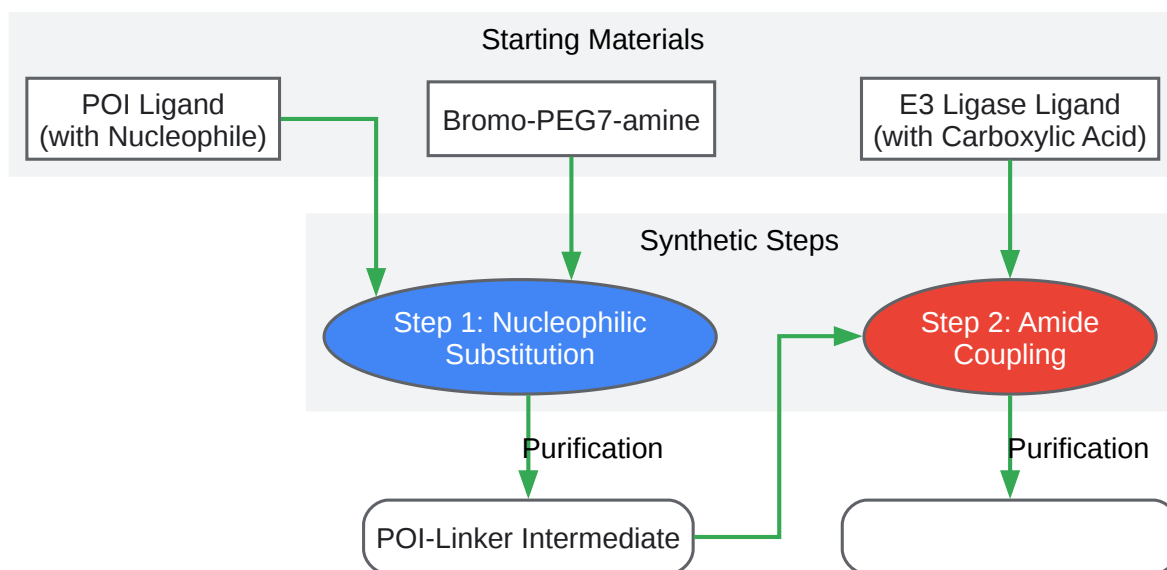 Starting Materials
POI Ligand
(with Nucleophile)
Bromo-PEG7-amine
E3 Ligase Ligand
(with Carboxylic Acid)
Synthetic Steps
Step 1: Nucleophilic
Substitution
Step 2: Amide
Coupling
Purification
Purification
POI-Linker Intermediate